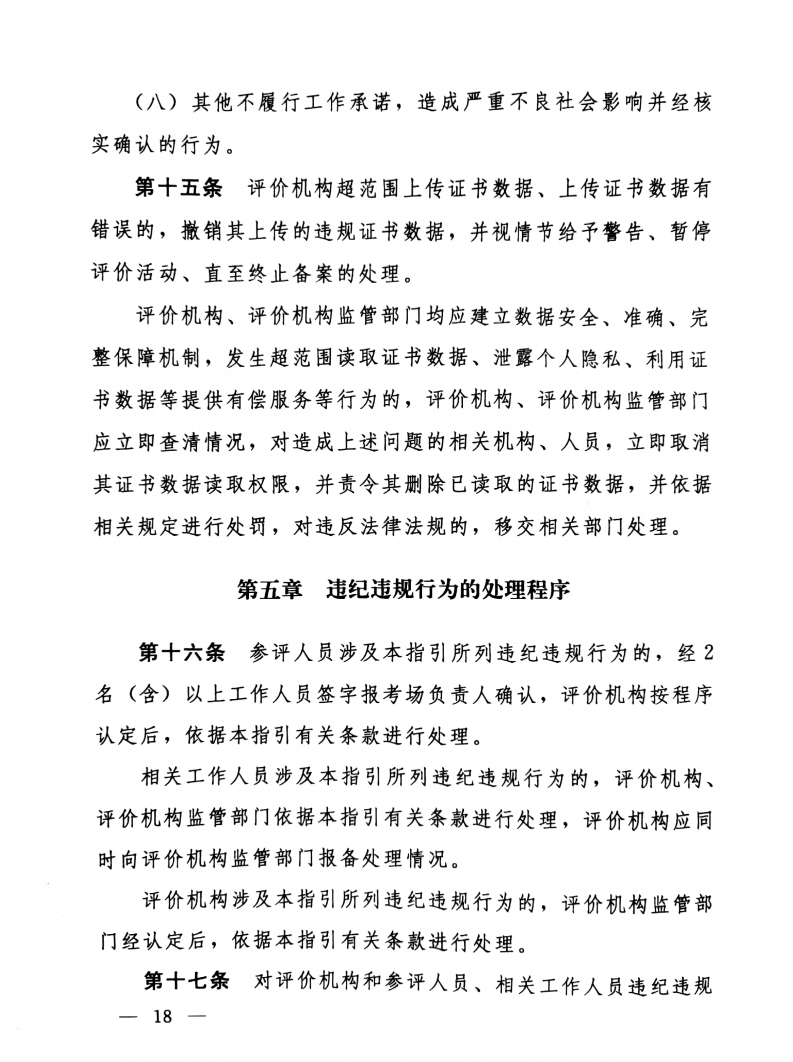 （八）其他不履行工作承诺，造成严重不良社会影响并经核
实确认的行为。
第十五条　评价机构超范围上传证书数据、上传证书数据有
错误的，撤销其上传的违规证书数据，并视情节给予警告、暂停
评价活动、直至终止备案的处理。
评价机构、评价机构监管部门均应建立数据安全、准确、完
整保障机制，发生超范围读取证书数据、泄露个人隐私、利用证
书数据等提供有偿服务等行为的，评价机构、评价机构监管部门
应立即查清情况，对造成上述问题的相关机构、人员，立即取消
其证书数据读取权限，并责令其删除已读取的证书数据，并依据
相关规定进行处罚，对违反法律法规的，移交相关部门处理。
第五章　违纪违规行为的处理程序
第十六条　参评人员涉及本指引所列违纪违规行为的，经 2
名（含）以上工作人员签字报考场负责人确认，评价机构按程序
认定后，依据本指引有关条款进行处理。
相关工作人员涉及本指引所列违纪违规行为的，评价机构、
评价机构监管部门依据本指引有关条款进行处理，评价机构应同
时向评价机构监管部门报备处理情况。
评价机构涉及本指引所列违纪违规行为的，评价机构监管部
门经认定后，依据本指引有关条款进行处理。
第十七条　对评价机构和参评人员、相关工作人员违纪违规
— 18 —